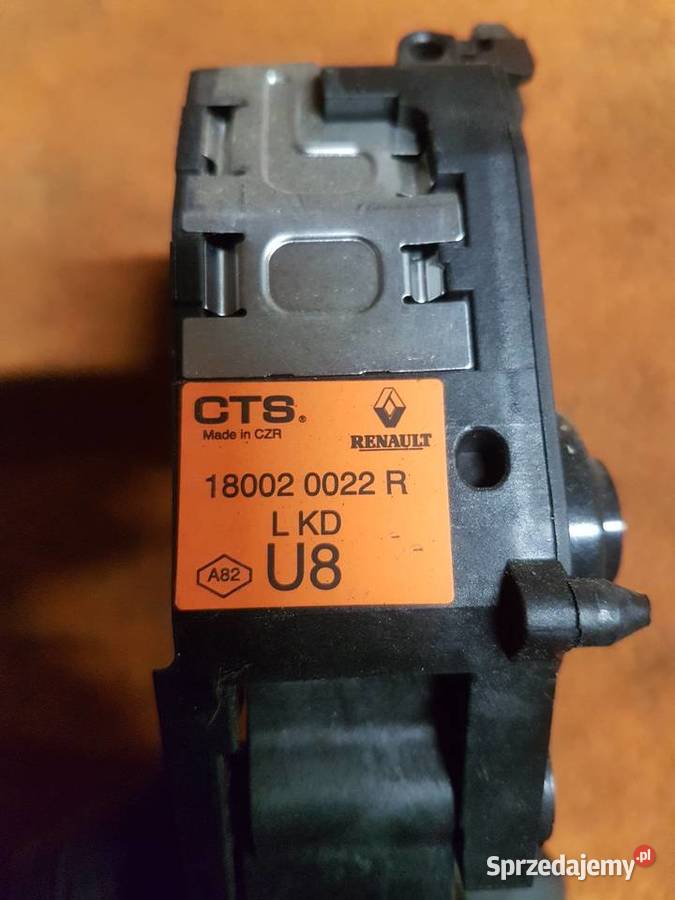 CTS®
Made in CZR
RENAULT
18002 0022 R
L KD
A82
U8
Sprzedajemy.pl